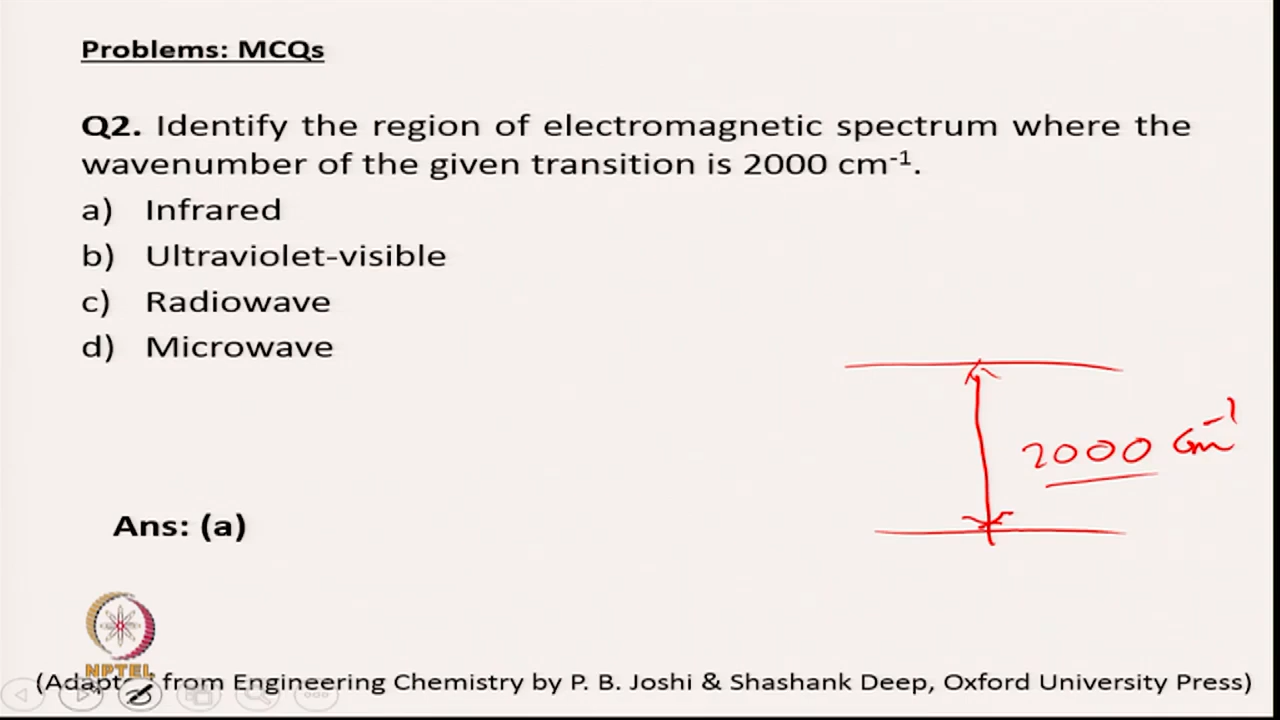 Problems: MCQs
Q2. Identify the region of electromagnetic spectrum where the
wavenumber of the given transition is 2000 cm⁻¹.
a) Infrared
b) Ultraviolet-visible
c) Radiowave
d) Microwave
2000 cm⁻¹
Ans: (a)
NPTEL
(Adapted from Engineering Chemistry by P. B. Joshi & Shashank Deep, Oxford University Press)